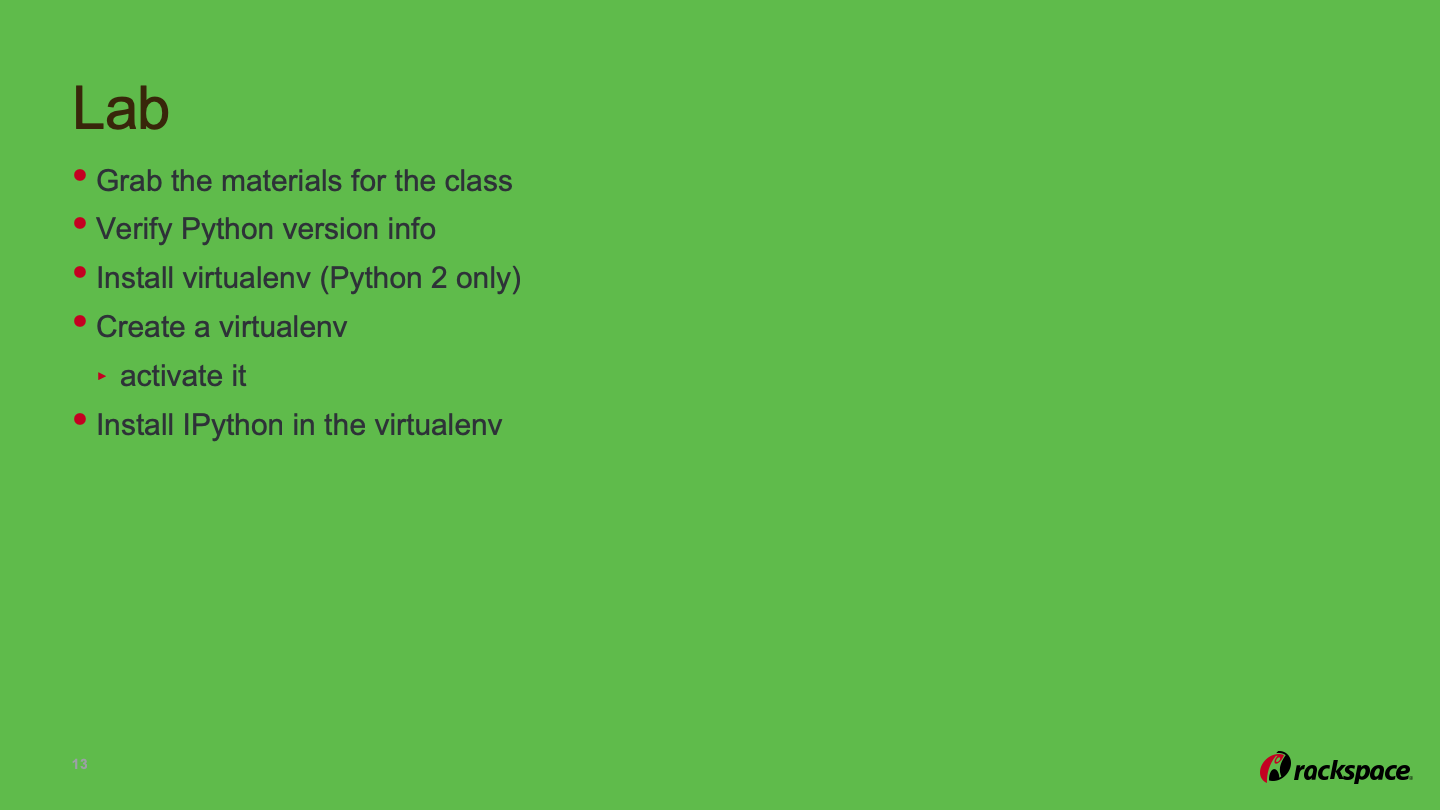 Lab
• Grab the materials for the class
• Verify Python version info
• Install virtualenv (Python 2 only)
• Create a virtualenv
‣ activate it
• Install IPython in the virtualenv
13
rackspace®